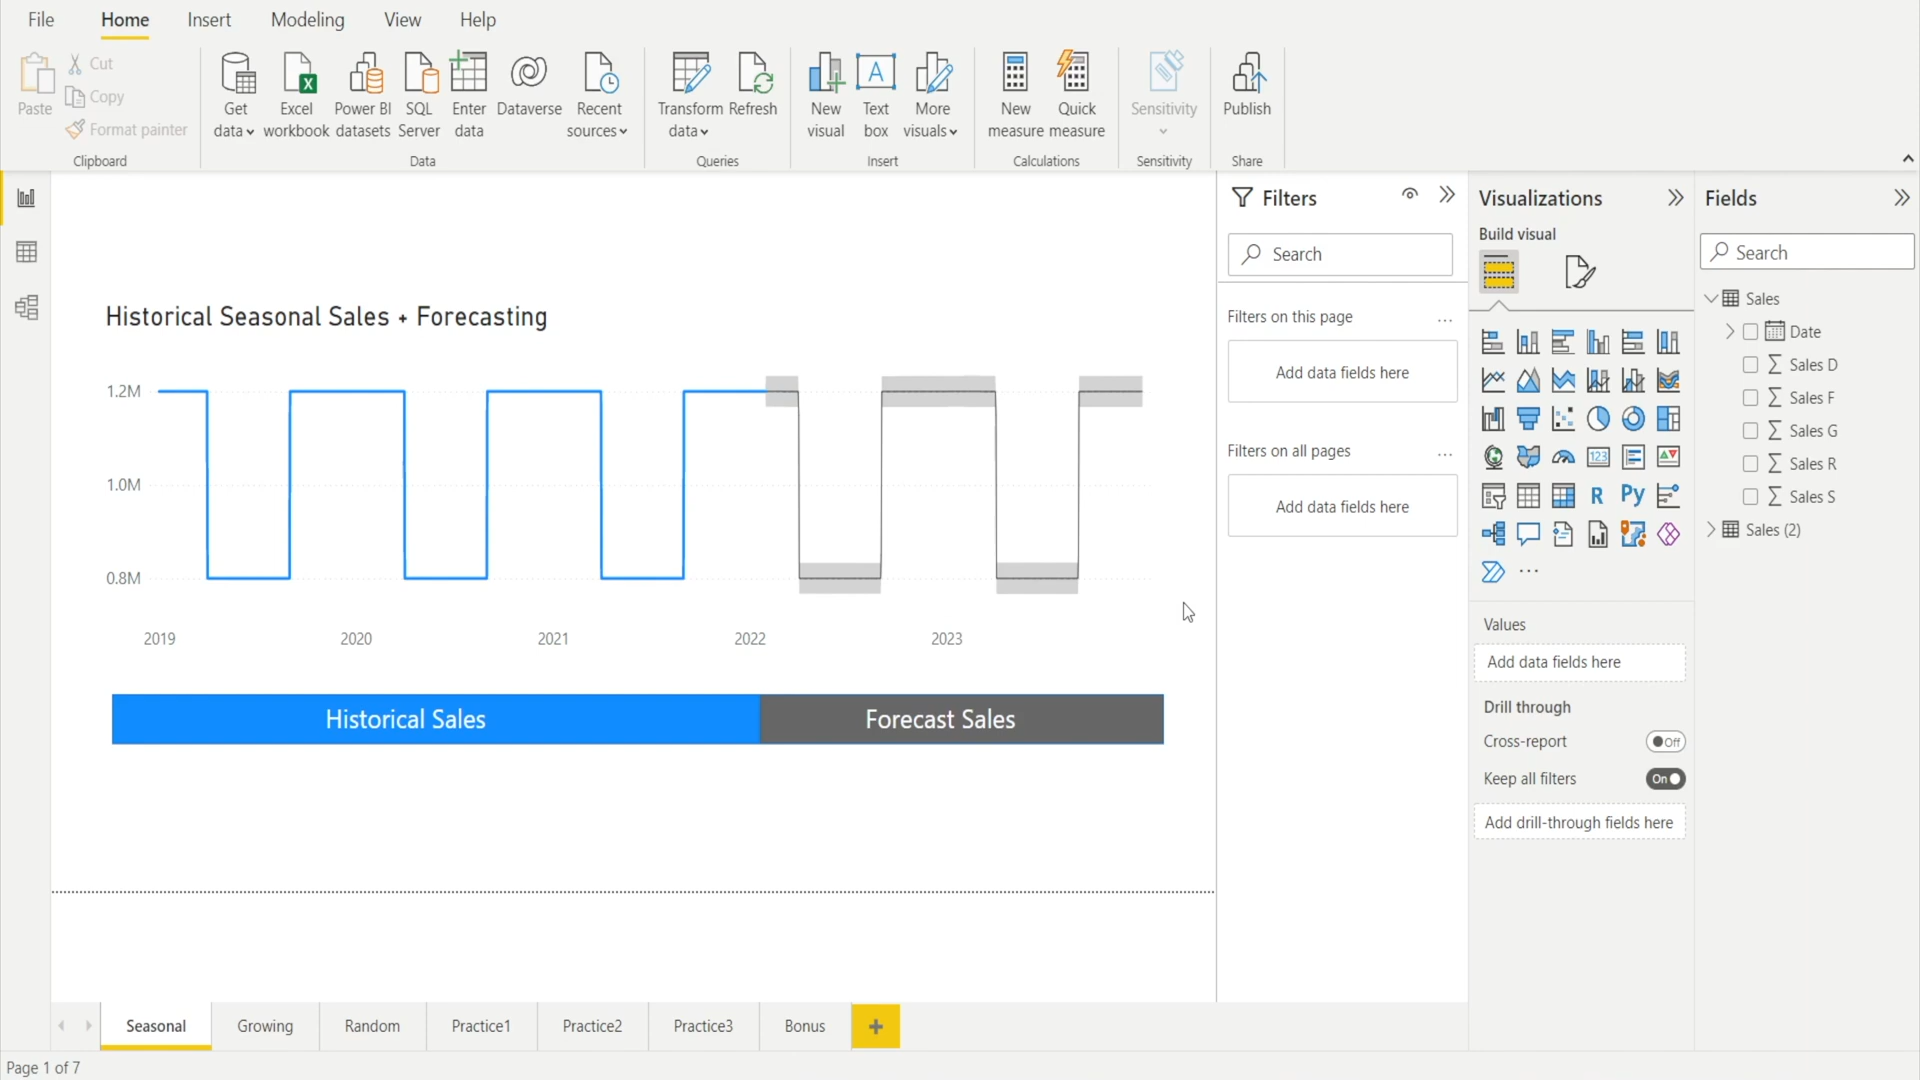 File Home Insert Modeling View Help
Paste
Cut
Copy
Format painter
Clipboard
Get data
Excel workbook
Power BI datasets
SQL Server
Enter data
Dataverse
Recent sources
Data
Transform data
Refresh
Queries
New visual
Text box
More visuals
Insert
New measure
Quick measure
Calculations
Sensitivity
Sensitivity
Publish
Share
Historical Seasonal Sales + Forecasting
1.2M
1.0M
0.8M
2019 2020 2021 2022 2023
Historical Sales Forecast Sales
Filters
Search
Filters on this page ...
Add data fields here
Filters on all pages ...
Add data fields here
Visualizations
Build visual
123
R Py
...
Values
Add data fields here
Drill through
Cross-report Off
Keep all filters On
Add drill-through fields here
Fields
Search
Sales
Date
Sales D
Sales F
Sales G
Sales R
Sales S
Sales (2)
Seasonal Growing Random Practice1 Practice2 Practice3 Bonus +
Page 1 of 7